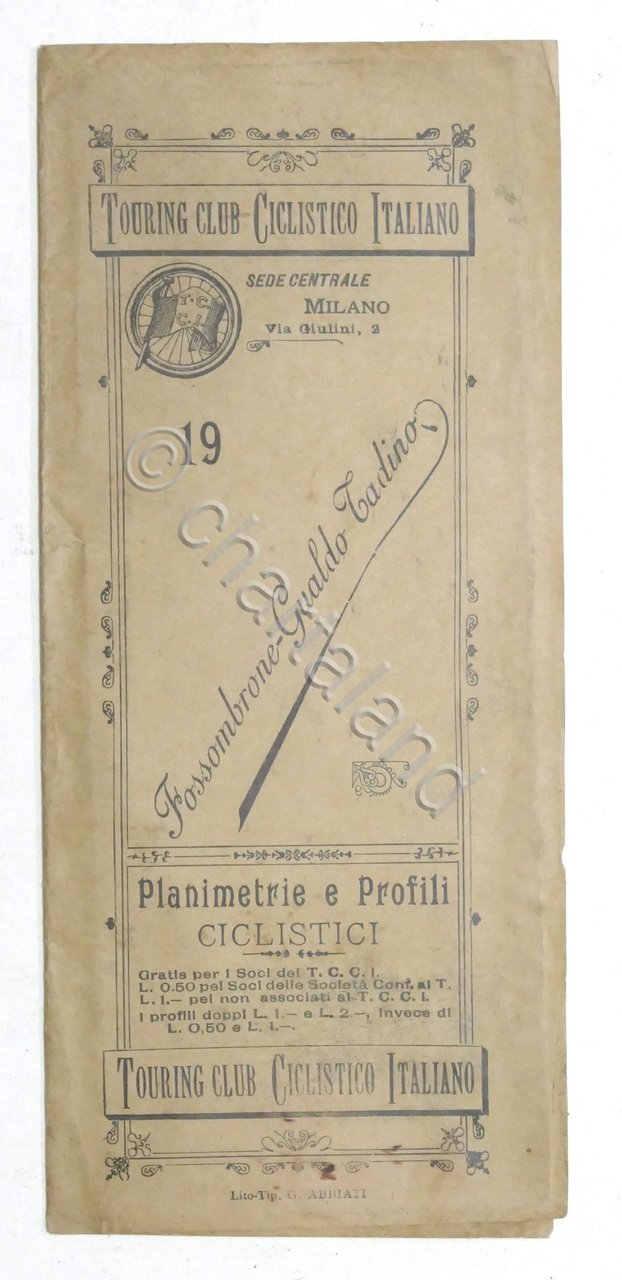 TOURING CLUB CICLISTICO ITALIANO
T. C.
C. I.
SEDE CENTRALE
MILANO
Via Giulini, 2
19
Fossombrone-Gualdo Tadino
Planimetrie e Profili
CICLISTICI
Gratis per i Soci del T. C. C. I.
L. 0.50 pei Soci delle Società Conf. al T.
L. 1.— pei non associati al T. C. C. I.
I profili doppi L. 1.— e L. 2—, invece di
L. 0,50 e L. 1.—.
TOURING CLUB CICLISTICO ITALIANO
Lito-Tip. G. ABBIATI
© chartaland